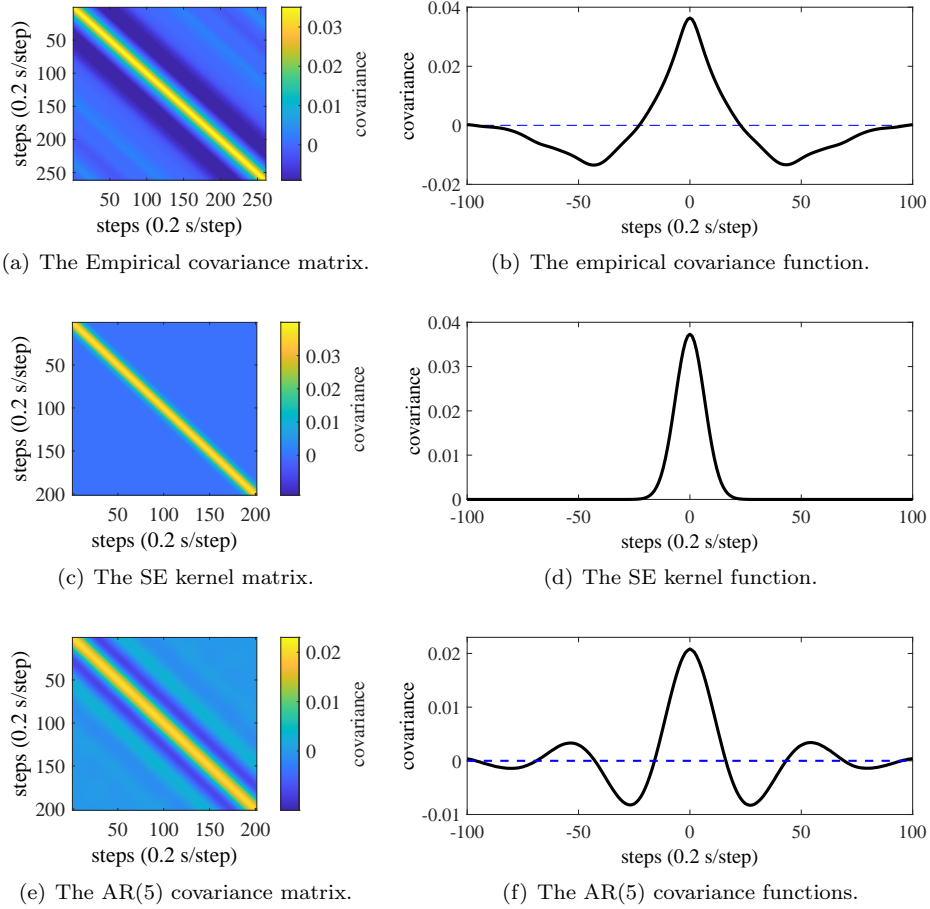 50
100
150
200
250
steps (0.2 s/step)
50 100 150 200 250
steps (0.2 s/step)
0.03
0.02
0.01
0
covariance
(a) The Empirical covariance matrix.
0.04
0.02
0
-0.02
covariance
-100 -50 0 50 100
steps (0.2 s/step)
(b) The empirical covariance function.
50
100
150
200
steps (0.2 s/step)
50 100 150 200
steps (0.2 s/step)
0.03
0.02
0.01
0
covariance
(c) The SE kernel matrix.
0.04
0.03
0.02
0.01
0
covariance
-100 -50 0 50 100
steps (0.2 s/step)
(d) The SE kernel function.
50
100
150
200
steps (0.2 s/step)
50 100 150 200
steps (0.2 s/step)
0.02
0.01
0
covariance
(e) The AR(5) covariance matrix.
0.02
0.01
0
-0.01
covariance
-100 -50 0 50 100
steps (0.2 s/step)
(f) The AR(5) covariance functions.